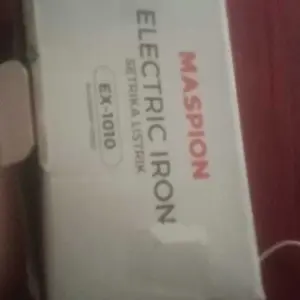 MASPION
ELECTRIC IRON
SETRIKA LISTRIK
EX-1010